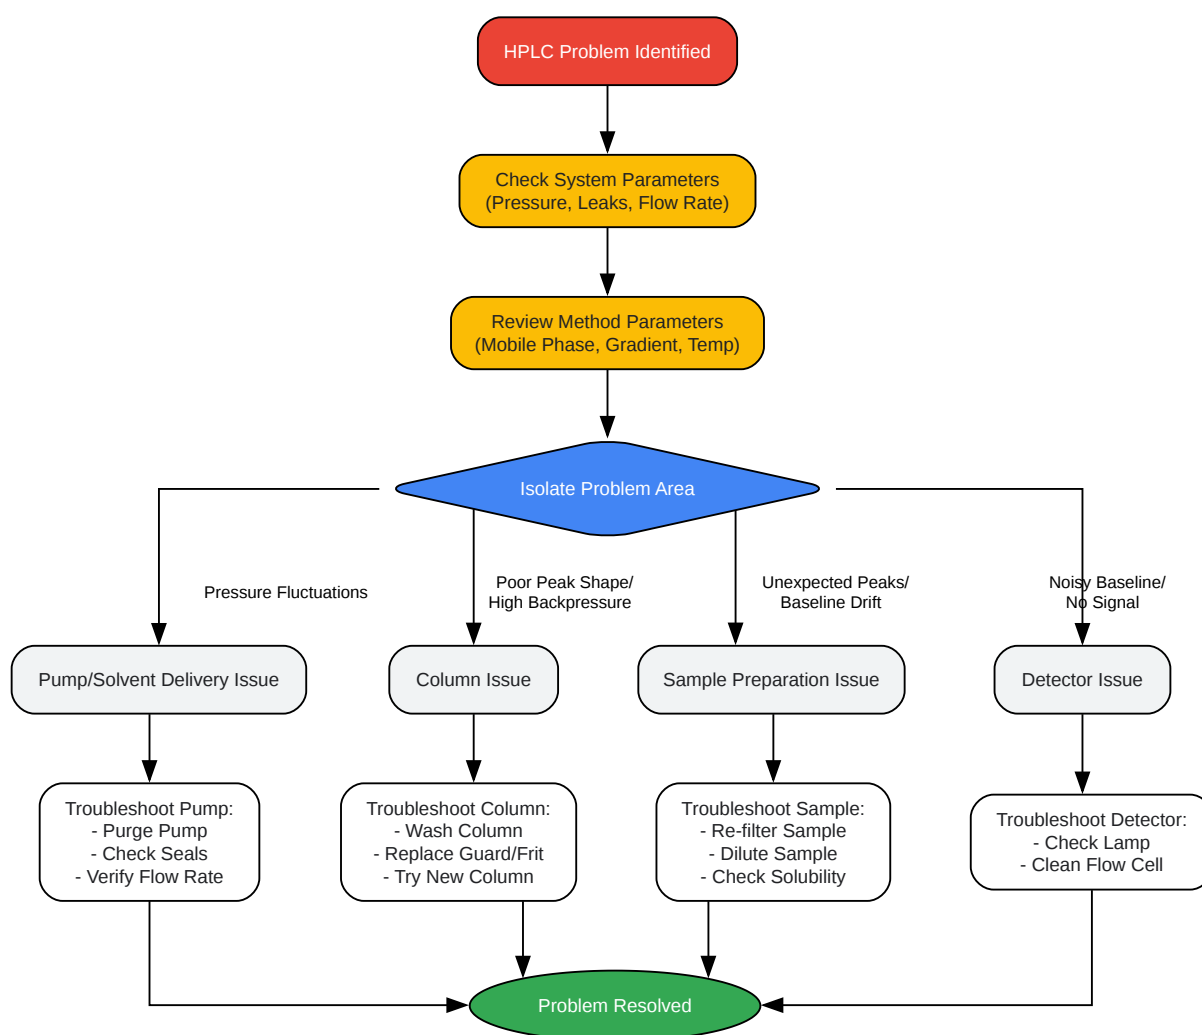 HPLC Problem Identified
Check System Parameters
(Pressure, Leaks, Flow Rate)
Review Method Parameters
(Mobile Phase, Gradient, Temp)
Isolate Problem Area
Pressure Fluctuations
Poor Peak Shape/
High Backpressure
Unexpected Peaks/
Baseline Drift
Noisy Baseline/
No Signal
Pump/Solvent Delivery Issue
Column Issue
Sample Preparation Issue
Detector Issue
Troubleshoot Pump:
- Purge Pump
- Check Seals
- Verify Flow Rate
Troubleshoot Column:
- Wash Column
- Replace Guard/Frit
- Try New Column
Troubleshoot Sample:
- Re-filter Sample
- Dilute Sample
- Check Solubility
Troubleshoot Detector:
- Check Lamp
- Clean Flow Cell
Problem Resolved